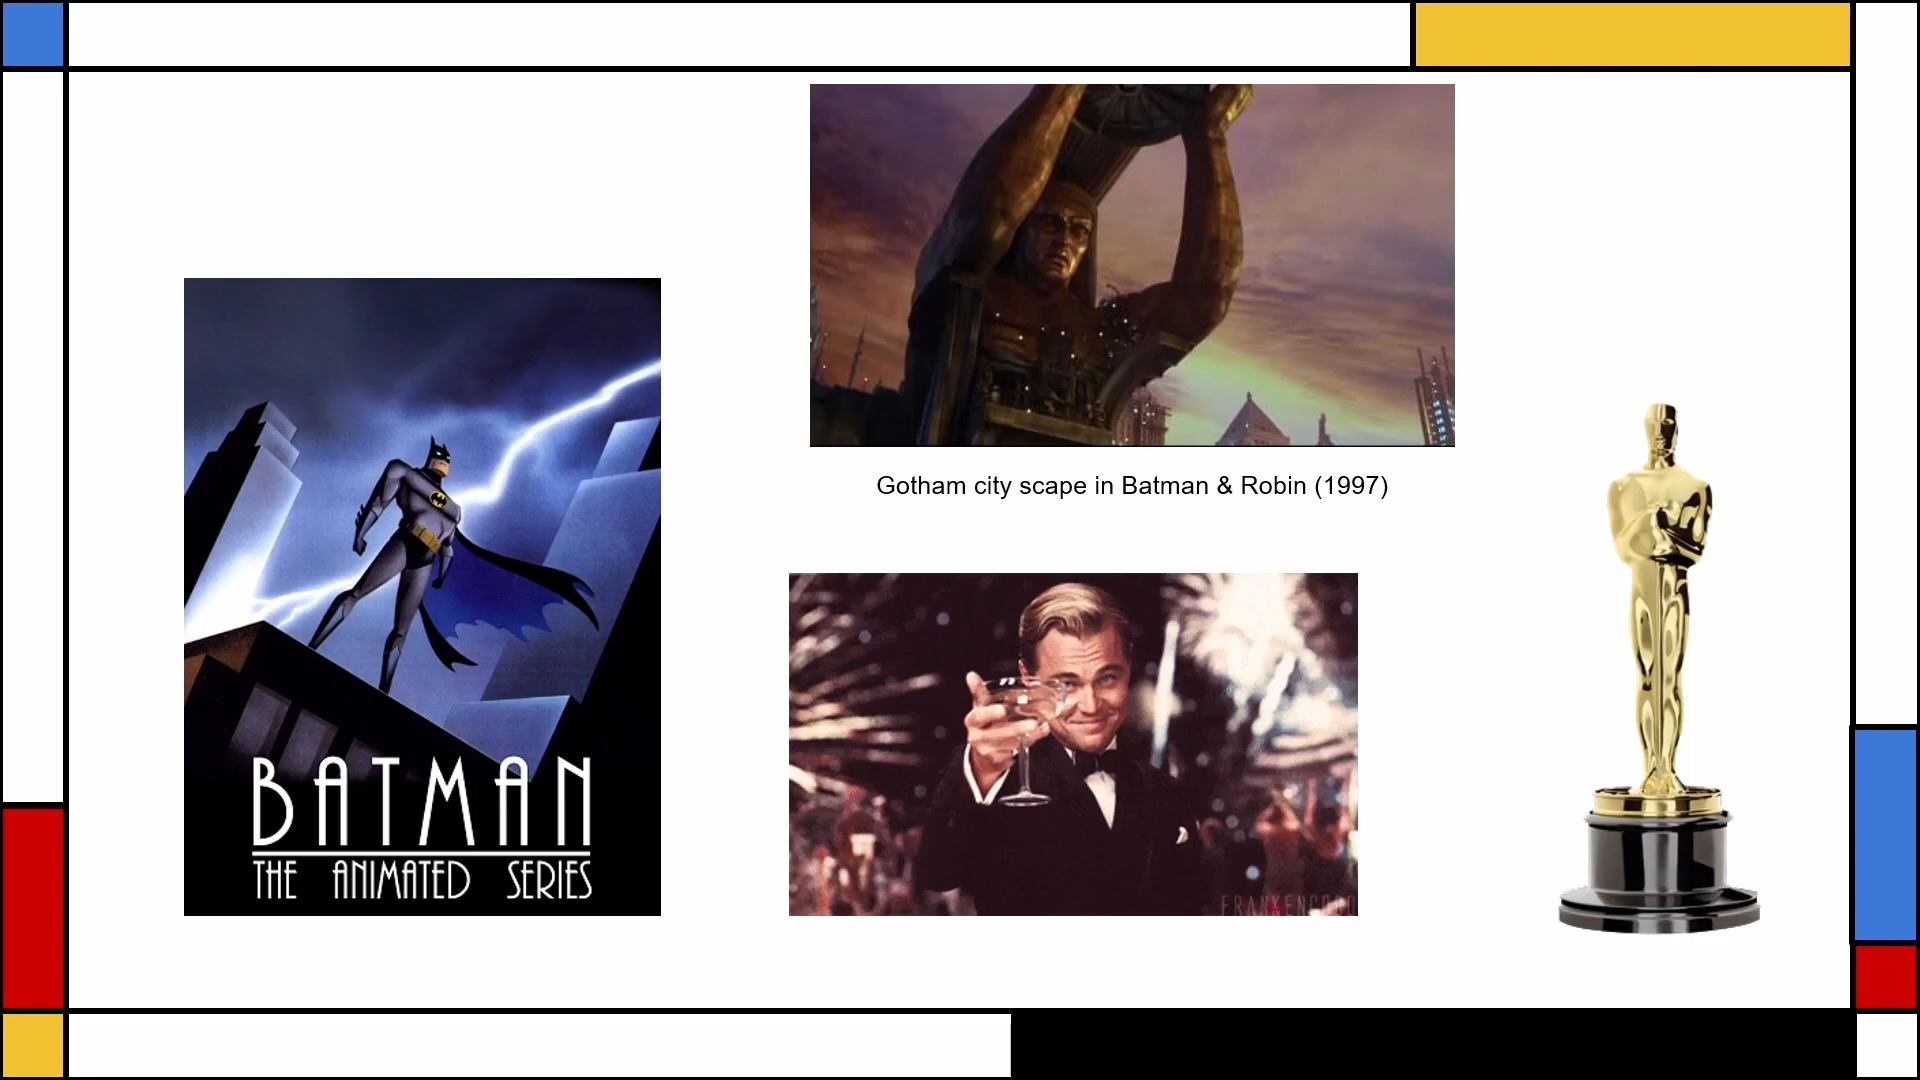 Gotham city scape in Batman & Robin (1997)
BATMAN
THE ANIMATED SERIES